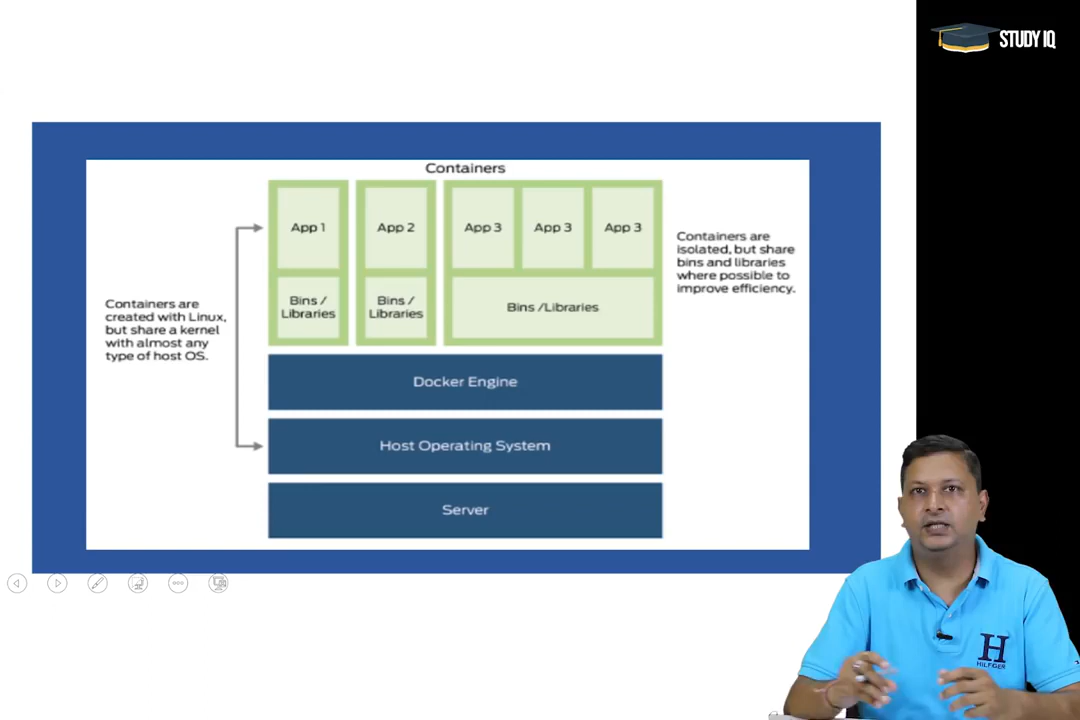 STUDY IQ
Containers
App 1
App 2
App 3
App 3
App 3
Bins /
Libraries
Bins /
Libraries
Bins /Libraries
Containers are
isolated, but share
bins and libraries
where possible to
improve efficiency.
Containers are
created with Linux,
but share a kernel
with almost any
type of host OS.
Docker Engine
Host Operating System
Server
H
HILFIGER